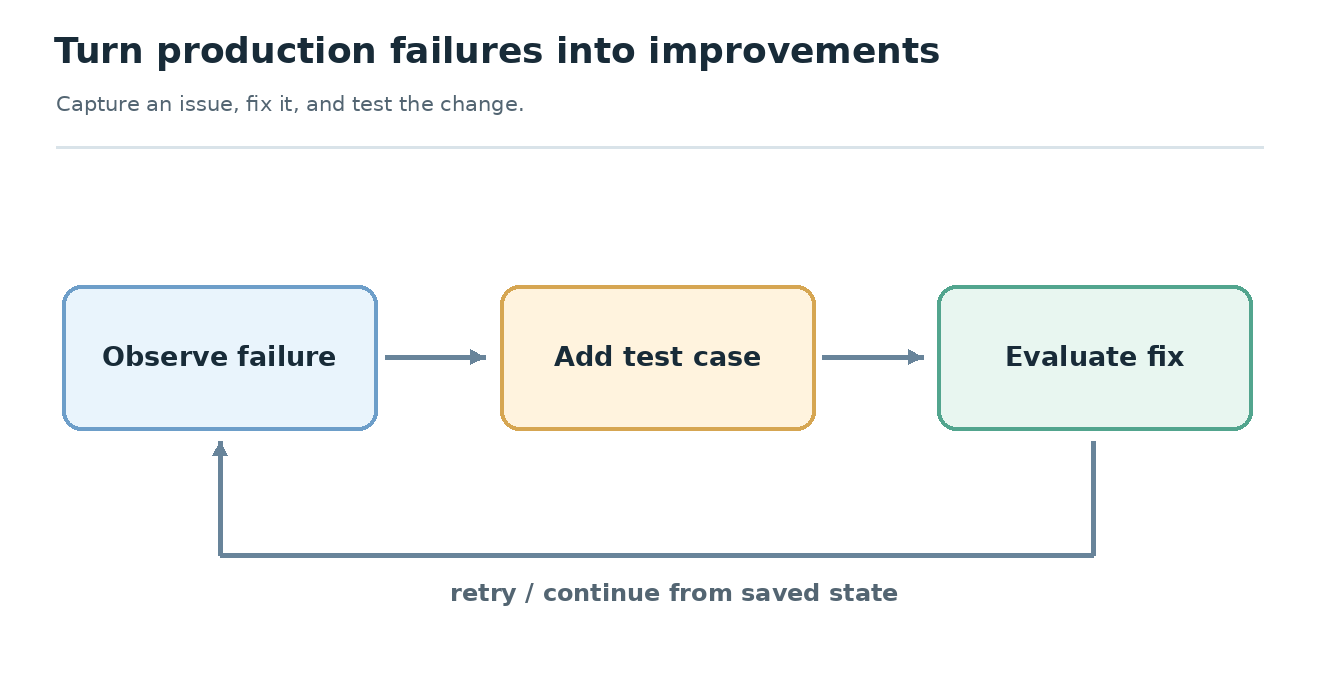 Turn production failures into improvements
Capture an issue, fix it, and test the change.
Observe failure
Add test case
Evaluate fix
retry / continue from saved state